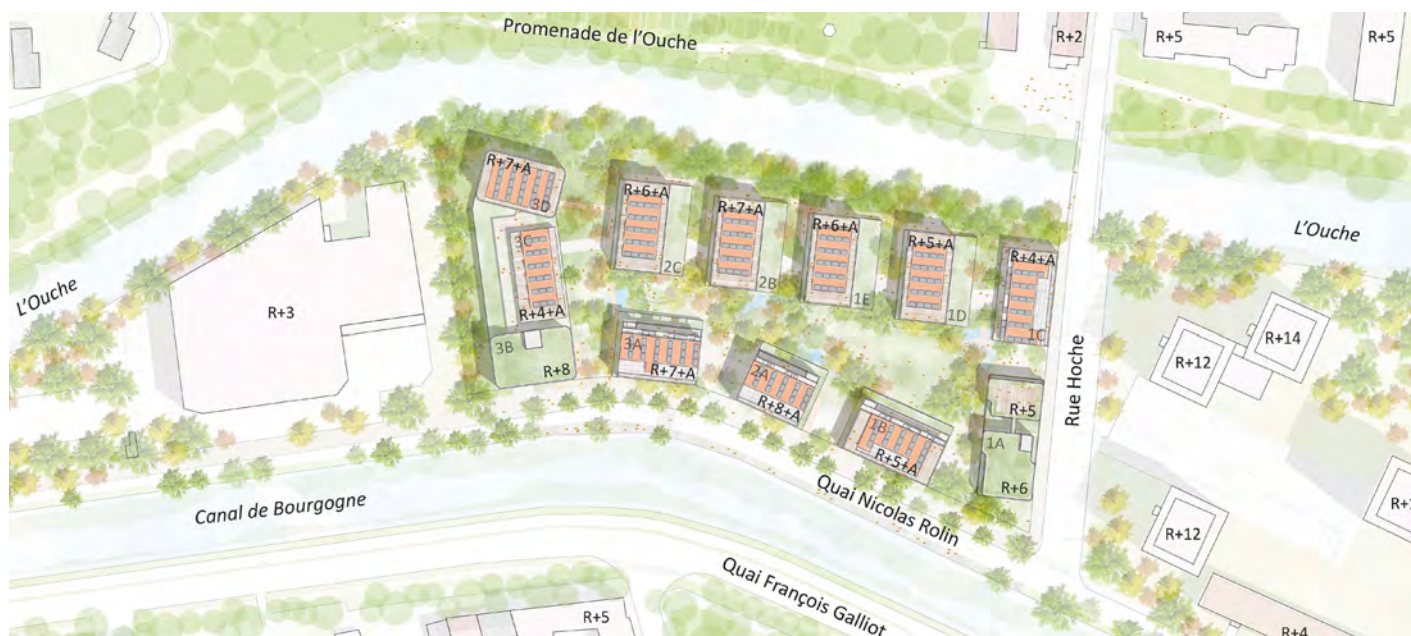 Promenade de l'Ouche
R+2
R+5
R+5
R+7+A
3D
R+6+A
2C
R+7+A
2B
R+6+A
1E
R+5+A
1D
R+4+A
1C
L'Ouche
L'Ouche
R+3
3C
R+4+A
3B
R+8
3A
R+7+A
2A
R+8+A
1B
R+5+A
R+5
1A
R+6
Rue Hoche
R+12
R+14
R+12
Canal de Bourgogne
Quai Nicolas Rolin
Quai François Galliot
R+5
R+4